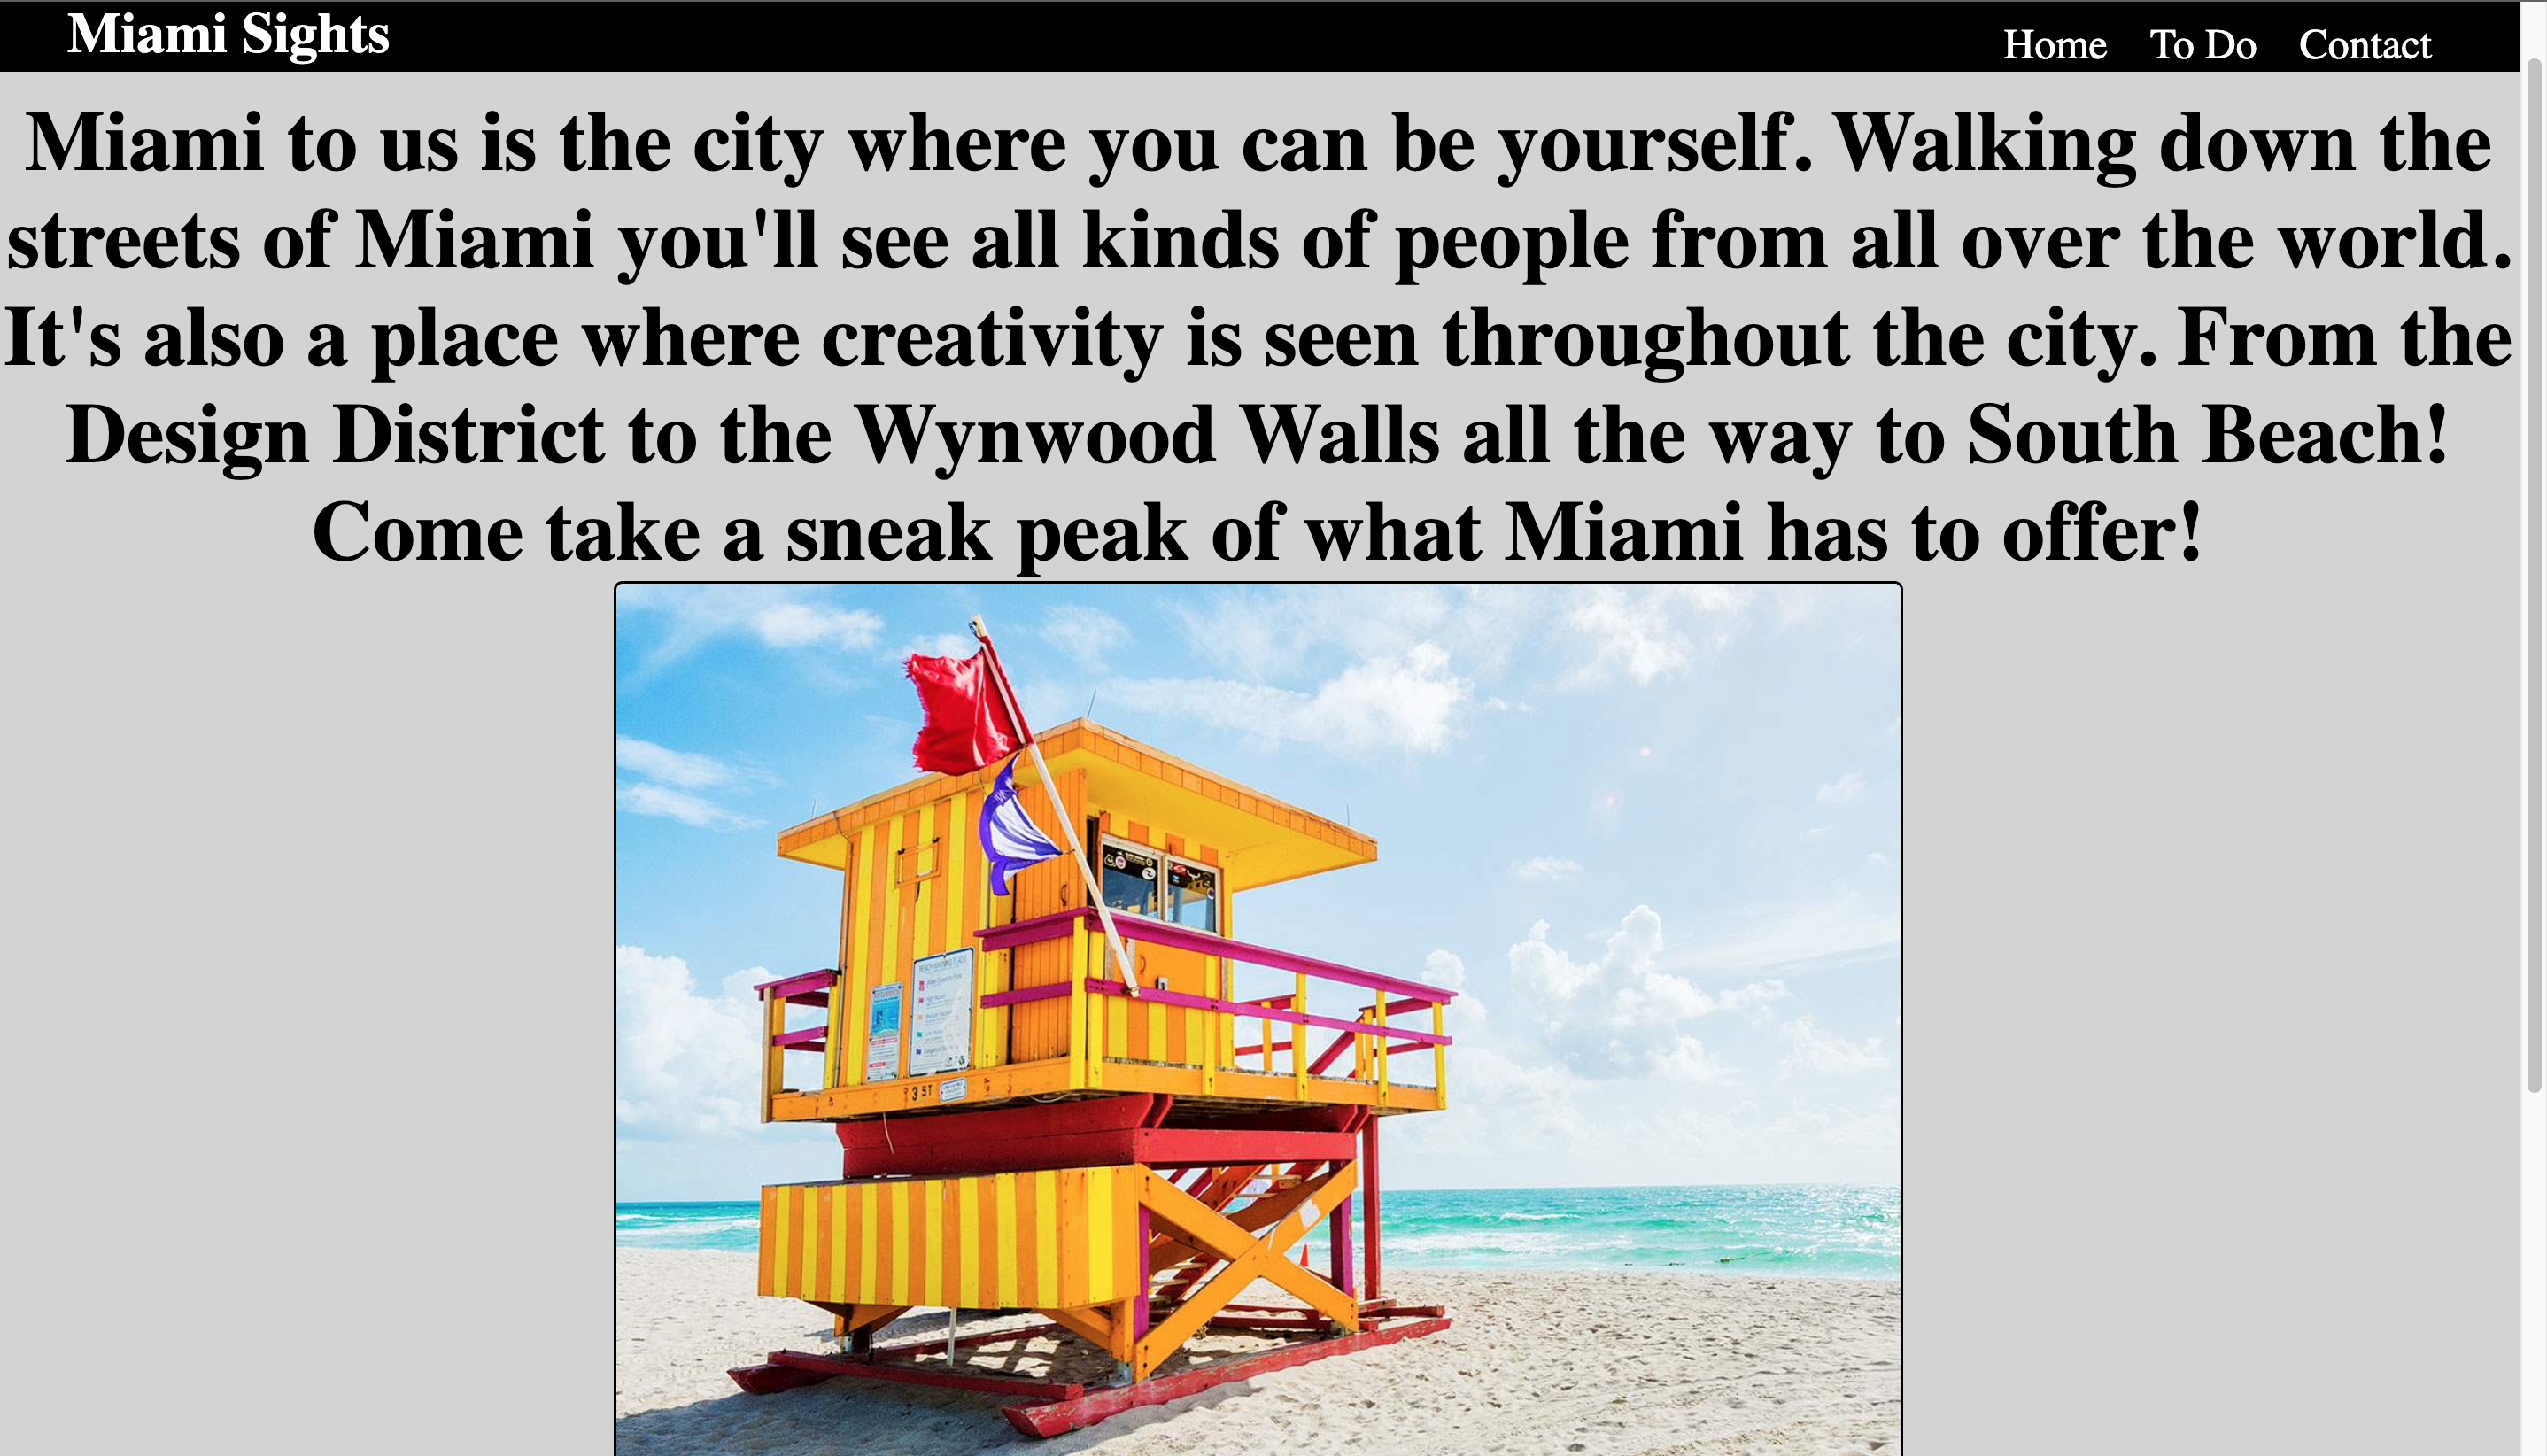 Miami Sights
Home To Do Contact
Miami to us is the city where you can be yourself. Walking down the
streets of Miami you'll see all kinds of people from all over the world.
It's also a place where creativity is seen throughout the city. From the
Design District to the Wynwood Walls all the way to South Beach!
Come take a sneak peak of what Miami has to offer!
3 ST